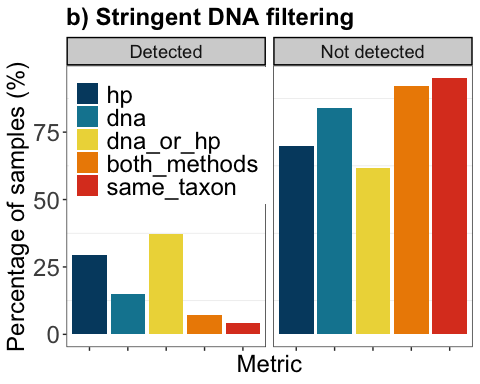 b) Stringent DNA filtering
Detected
Not detected
Percentage of samples (%)
75
50
25
0
hp
dna
dna_or_hp
both_methods
same_taxon
Metric